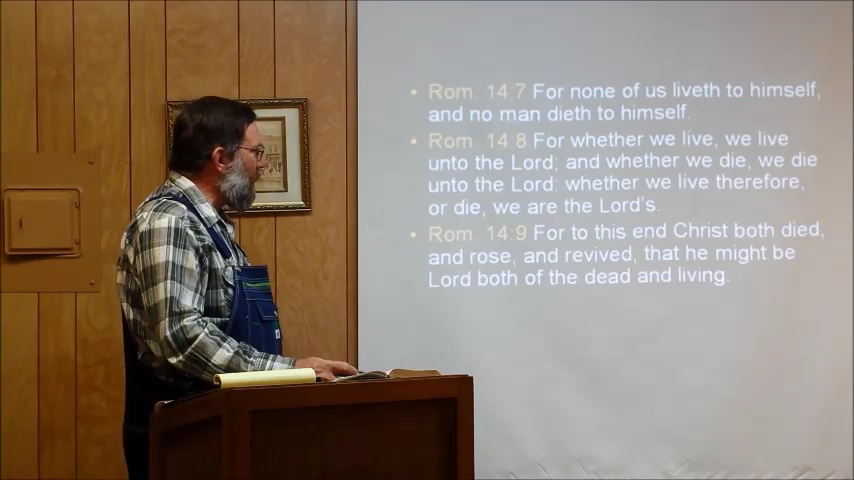 • Rom. 14:7 For none of us liveth to himself,
and no man dieth to himself.
• Rom. 14:8 For whether we live, we live
unto the Lord; and whether we die, we die
unto the Lord: whether we live therefore,
or die, we are the Lord's.
• Rom. 14:9 For to this end Christ both died,
and rose, and revived, that he might be
Lord both of the dead and living.